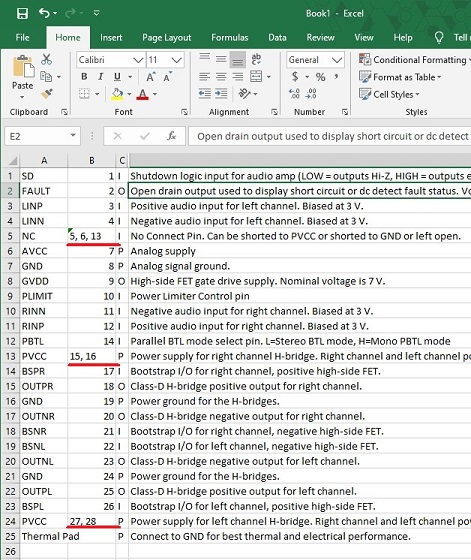 Book1 - Excel
File Home Insert Page Layout Formulas Data Review View Help Tell
Calibri 11 General Conditional Formatting
Paste B I U Format as Table
Cell Styles
Clipboard Font Alignment Number Styles
E2 fx Open drain output used to display short circuit or dc detect
A B C
1 SD 1 I Shutdown logic input for audio amp (LOW = outputs Hi-Z, HIGH = outputs e
2 FAULT 2 O Open drain output used to display short circuit or dc detect fault status. Vo
3 LINP 3 I Positive audio input for left channel. Biased at 3 V.
4 LINN 4 I Negative audio input for left channel. Biased at 3 V.
5 NC 5, 6, 13 I No Connect Pin. Can be shorted to PVCC or shorted to GND or left open.
6 AVCC 7 P Analog supply
7 GND 8 P Analog signal ground.
8 GVDD 9 O High-side FET gate drive supply. Nominal voltage is 7 V.
9 PLIMIT 10 I Power Limiter Control pin
10 RINN 11 I Negative audio input for right channel. Biased at 3 V.
11 RINP 12 I Positive audio input for right channel. Biased at 3 V.
12 PBTL 14 I Parallel BTL mode select pin. L=Stereo BTL mode, H=Mono PBTL mode
13 PVCC 15, 16 P Power supply for right channel H-bridge. Right channel and left channel po
14 BSPR 17 I Bootstrap I/O for right channel, positive high-side FET.
15 OUTPR 18 O Class-D H-bridge positive output for right channel.
16 GND 19 P Power ground for the H-bridges.
17 OUTNR 20 O Class-D H-bridge negative output for right channel.
18 BSNR 21 I Bootstrap I/O for right channel, negative high-side FET.
19 BSNL 22 I Bootstrap I/O for left channel, negative high-side FET.
20 OUTNL 23 O Class-D H-bridge negative output for left channel.
21 GND 24 P Power ground for the H-bridges.
22 OUTPL 25 O Class-D H-bridge positive output for left channel.
23 BSPL 26 I Bootstrap I/O for left channel, positive high-side FET.
24 PVCC 27, 28 P Power supply for left channel H-bridge. Right channel and left channel pow
25 Thermal Pad P Connect to GND for best thermal and electrical performance.
26